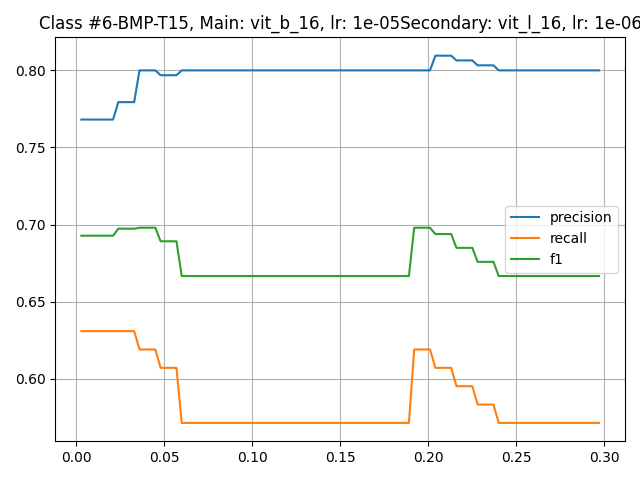 Class #6-BMP-T15, Main: vit_b_16, lr: 1e-05Secondary: vit_l_16, lr: 1e-06
0.80
0.75
0.70
0.65
0.60
precision
recall
f1
0.00 0.05 0.10 0.15 0.20 0.25 0.30